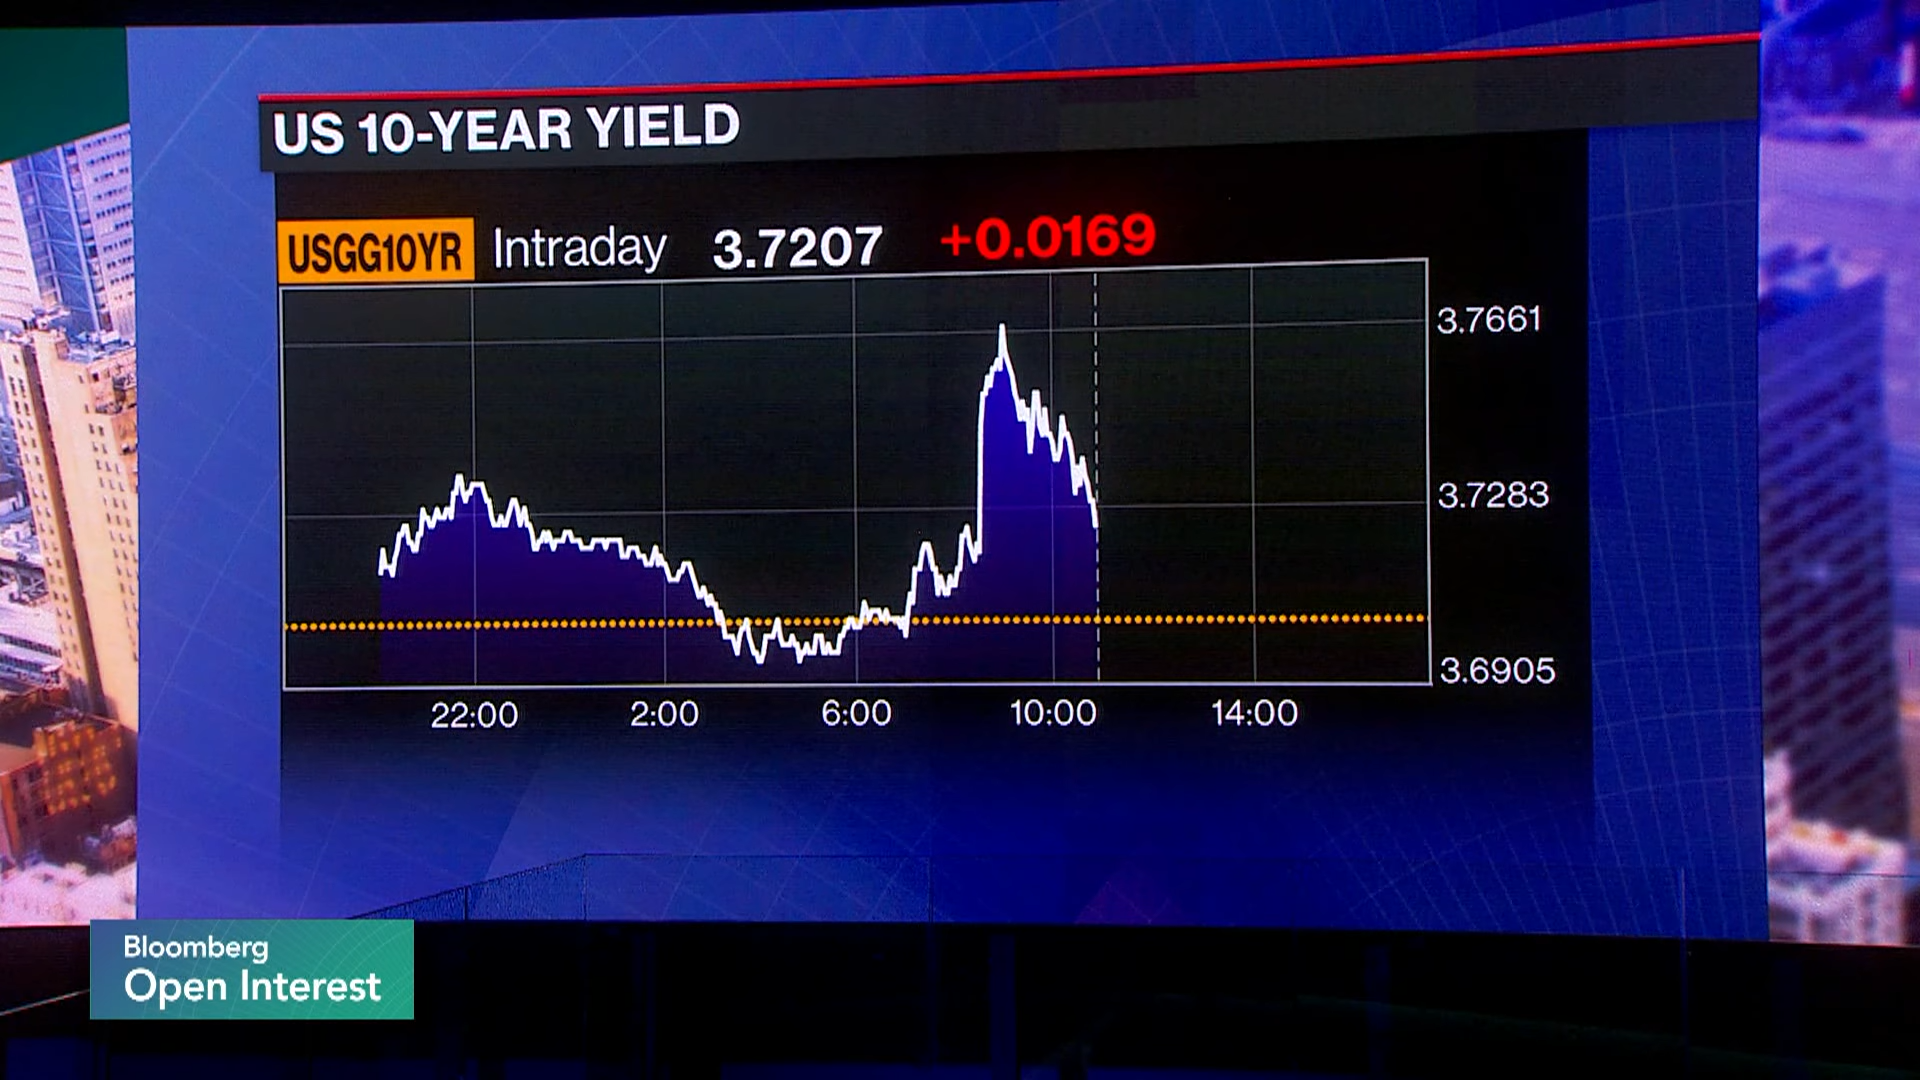 US 10-YEAR YIELD
USGG10YR Intraday 3.7207 +0.0169
3.7661
3.7283
3.6905
22:00 2:00 6:00 10:00 14:00
Bloomberg
Open Interest